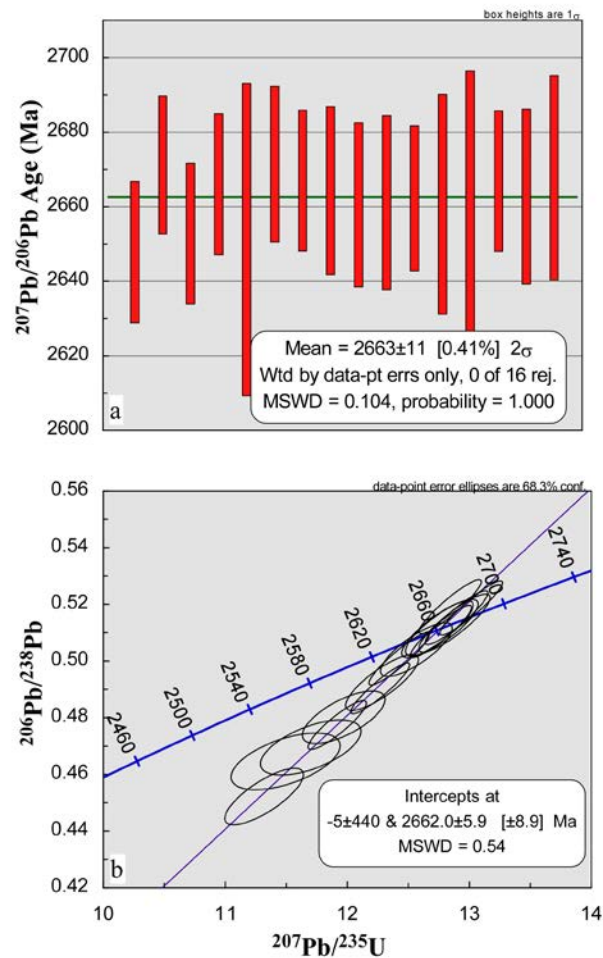 box heights are 1σ
2700
2680
2660
2640
2620
2600
207Pb/206Pb Age (Ma)
Mean = 2663±11 [0.41%] 2σ
Wtd by data-pt errs only, 0 of 16 rej.
MSWD = 0.104, probability = 1.000
a
data-point error ellipses are 68.3% conf.
0.56
0.54
0.52
0.50
0.48
0.46
0.44
0.42
206Pb/238Pb
2460
2500
2540
2580
2620
2660
2740
Intercepts at
-5±440 & 2662.0±5.9 [±8.9] Ma
MSWD = 0.54
b
10 11 12 13 14
207Pb/235U